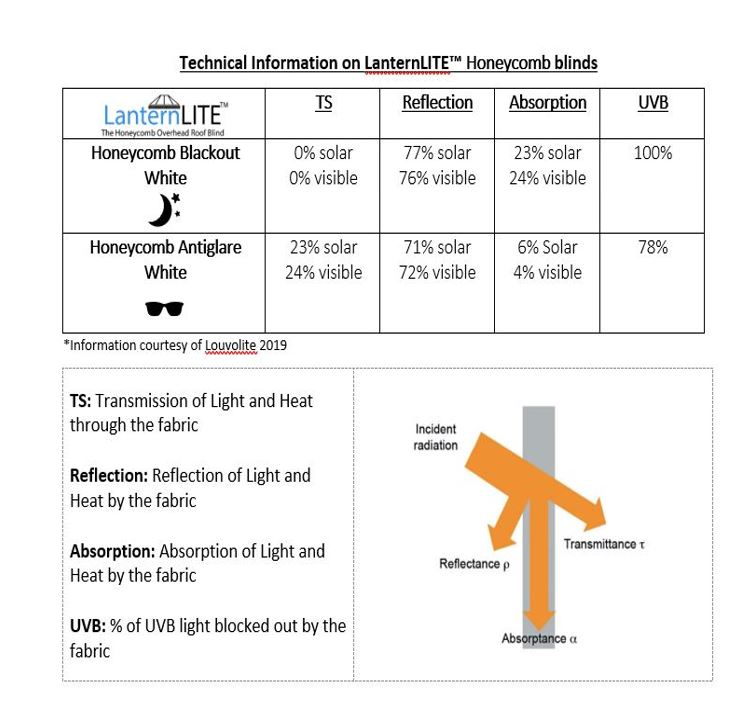 Technical Information on LanternLITE™ Honeycomb blinds
LanternLITE™
The Honeycomb Overhead Roof Blind
TS
Reflection
Absorption
UVB
Honeycomb Blackout
White
0% solar
0% visible
77% solar
76% visible
23% solar
24% visible
100%
Honeycomb Antiglare
White
23% solar
24% visible
71% solar
72% visible
6% Solar
4% visible
78%
*Information courtesy of Louvolite 2019
TS: Transmission of Light and Heat
through the fabric
Reflection: Reflection of Light and
Heat by the fabric
Absorption: Absorption of Light and
Heat by the fabric
UVB: % of UVB light blocked out by the
fabric
Incident
radiation
Transmittance τ
Reflectance ρ
Absorptance α